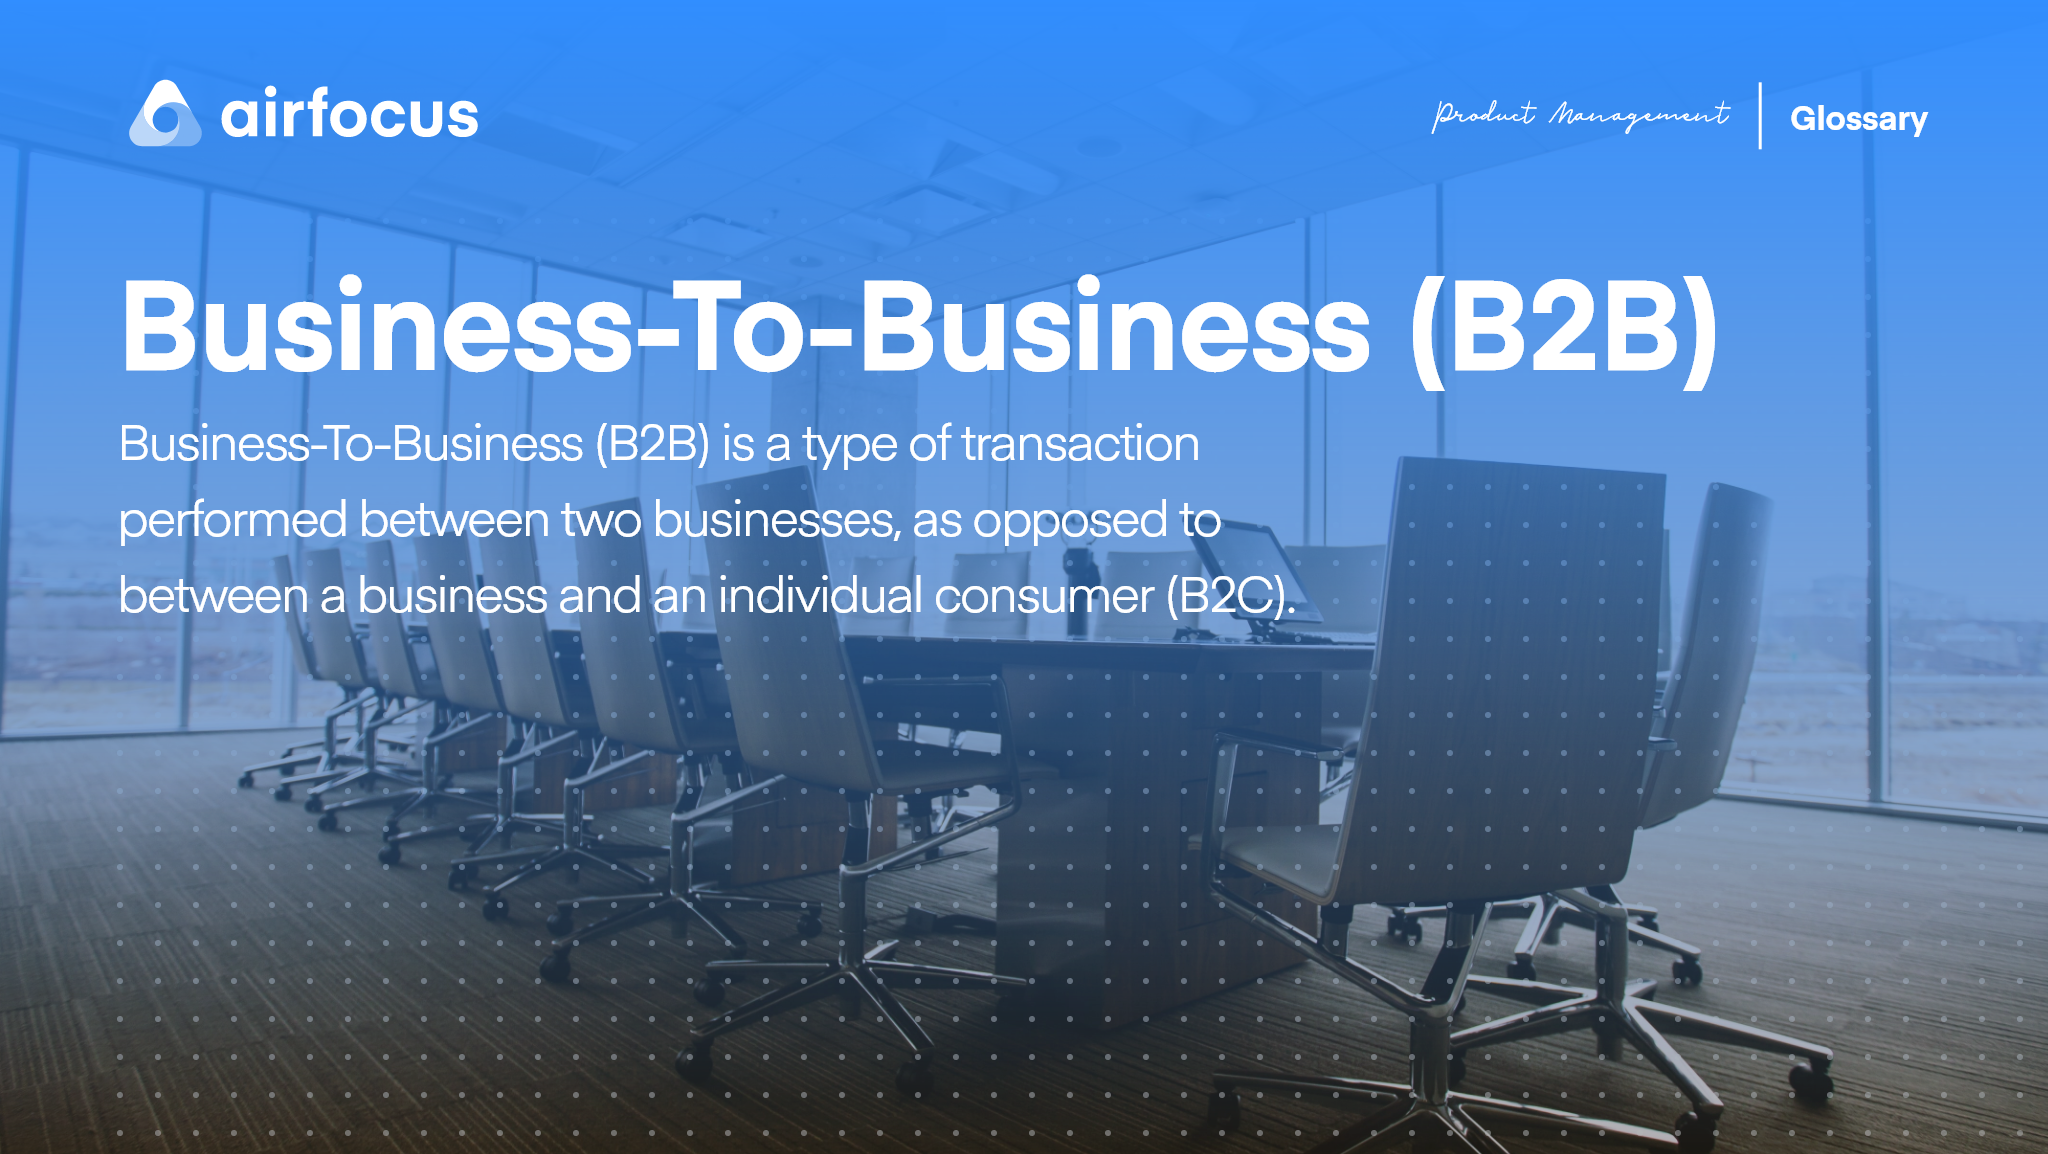 airfocus
Product Management | Glossary
Business-To-Business (B2B)
Business-To-Business (B2B) is a type of transaction
performed between two businesses, as opposed to
between a business and an individual consumer (B2C).